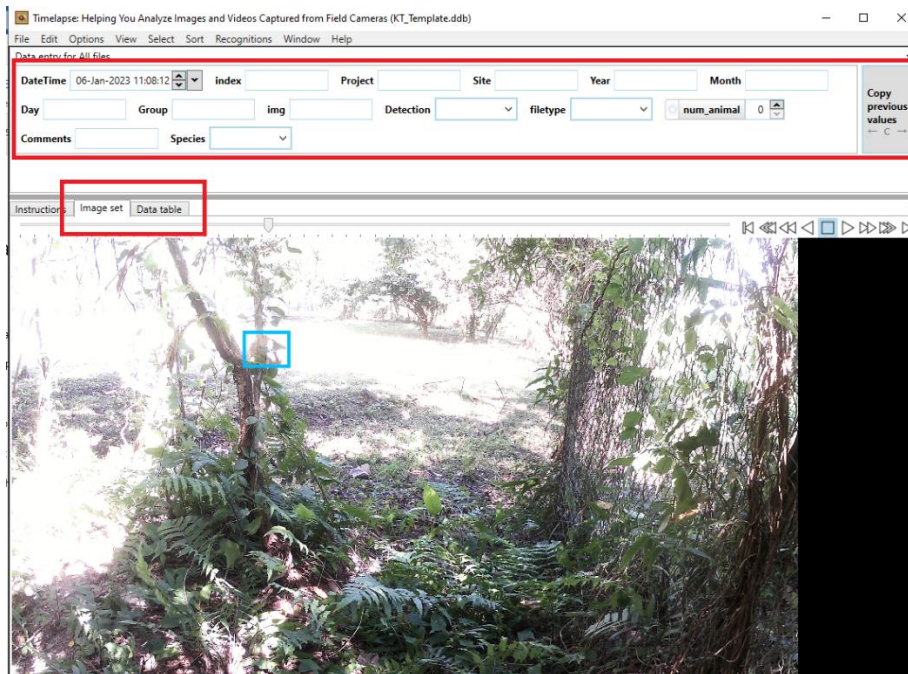 Timelapse: Helping You Analyze Images and Videos Captured from Field Cameras (KT_Template.ddb)
File Edit Options View Select Sort Recognitions Window Help
Data entry for All files
DateTime 06-Jan-2023 11:08:12 index Project Site Year Month
Day Group img Detection filetype num_animal 0
Comments Species
Copy
previous
values
← C →
Instructions Image set Data table